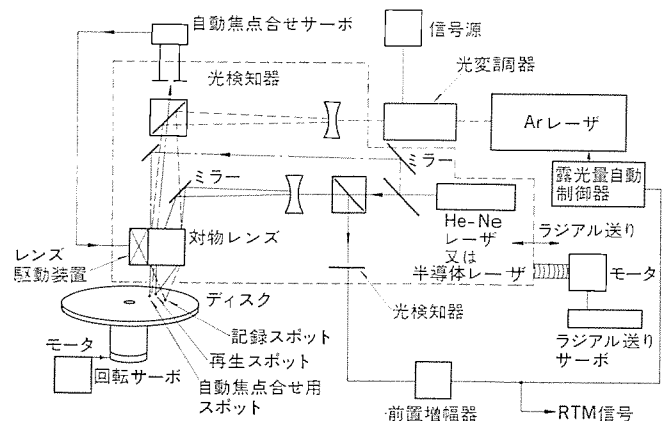 自動焦点合せサーボ
信号源
光検知器
光変調器
Arレーザ
ミラー
露光量自動
制御器
ミラー
He-Ne
レーザ
又は
半導体レーザ
ラジアル送り
レンズ
駆動装置
対物レンズ
モータ
ディスク
光検知器
ラジアル送り
サーボ
記録スポット
再生スポット
自動焦点合せ用
スポット
モータ
回転サーボ
前置増幅器
RTM信号